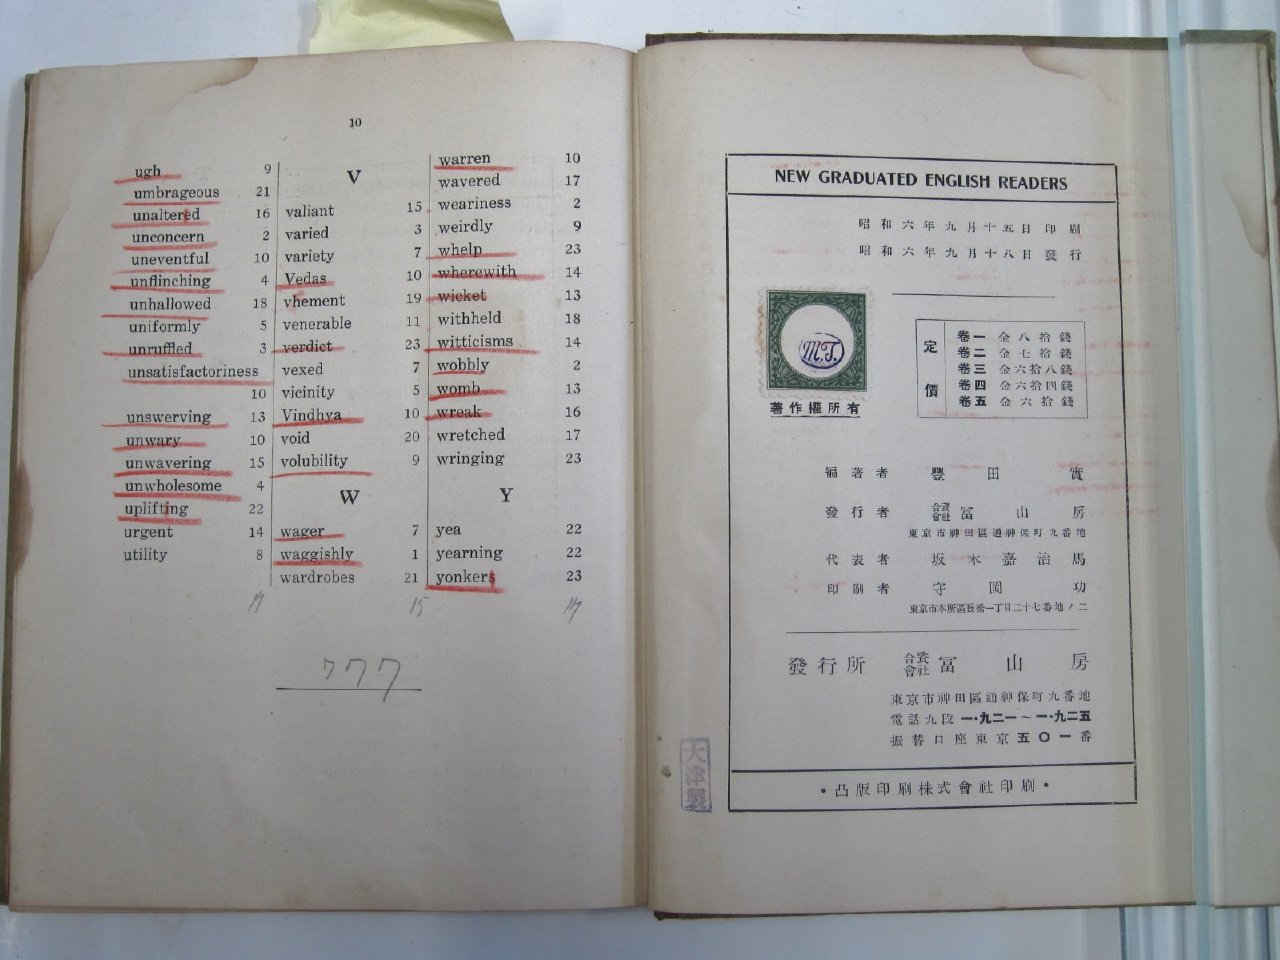 10
ugh 9
umbrageous 21
unaltered 16
unconcern 2
uneventful 10
unflinching 4
unhallowed 18
uniformly 5
unruffled 3
unsatisfactoriness
10
unswerving 13
unwary 10
unwavering 15
unwholesome 4
uplifting 22
urgent 14
utility 8
17
V
valiant 15
varied 3
variety 7
Vedas 10
vhement 19
venerable 11
verdict 23
vexed 7
vicinity 5
Vindhya 10
void 20
volubility 9
W
wager 7
waggishly 1
wardrobes 21
15
warren 10
wavered 17
weariness 2
weirdly 9
whelp 23
wherewith 14
wicket 13
withheld 18
witticisms 14
wobbly 2
womb 13
wreak 16
wretched 17
wringing 23
Y
yea 22
yearning 22
yonkers 23
17
777
NEW GRADUATED ENGLISH READERS
昭和六年九月十五日印刷
昭和六年九月十八日發行
M.T.
著作權所有
定價
卷一 金八拾錢
卷二 金七拾錢
卷三 金六拾八錢
卷四 金六拾四錢
卷五 金六拾錢
編著者 豐田實
發行者 合資會社 冨山房
東京市神田區通神保町九番地
代表者 坂本嘉治馬
印刷者 守岡功
發行所 合資會社 冨山房
東京市神田區通神保町九番地
電話九段一・九二一~一・九二五
振替口座東京五〇一番
・凸版印刷株式會社印刷・
大津製